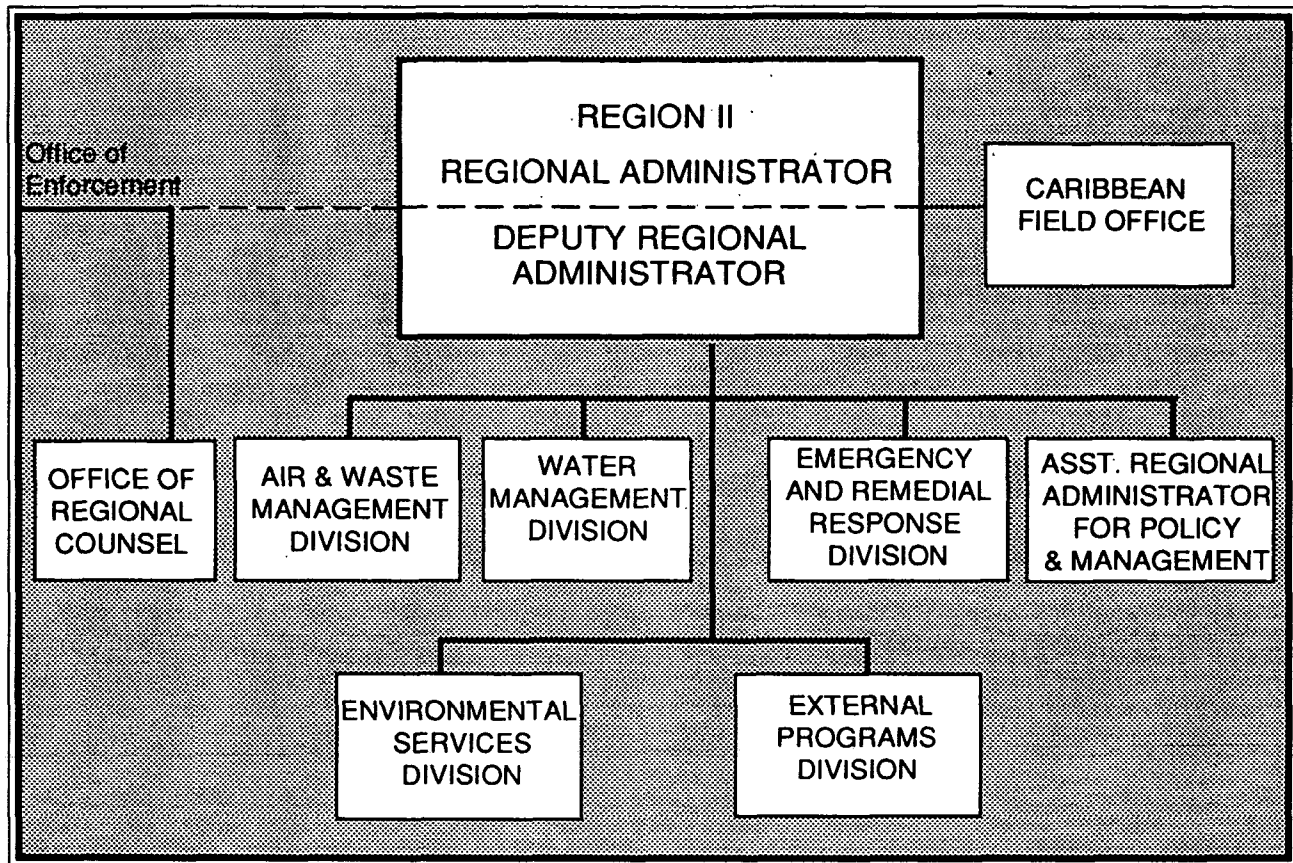 REGION II
REGIONAL ADMINISTRATOR
DEPUTY REGIONAL
ADMINISTRATOR
Office of
Enforcement
CARIBBEAN
FIELD OFFICE
OFFICE OF
REGIONAL
COUNSEL
AIR & WASTE
MANAGEMENT
DIVISION
WATER
MANAGEMENT
DIVISION
EMERGENCY
AND REMEDIAL
RESPONSE
DIVISION
ASST. REGIONAL
ADMINISTRATOR
FOR POLICY
& MANAGEMENT
ENVIRONMENTAL
SERVICES
DIVISION
EXTERNAL
PROGRAMS
DIVISION